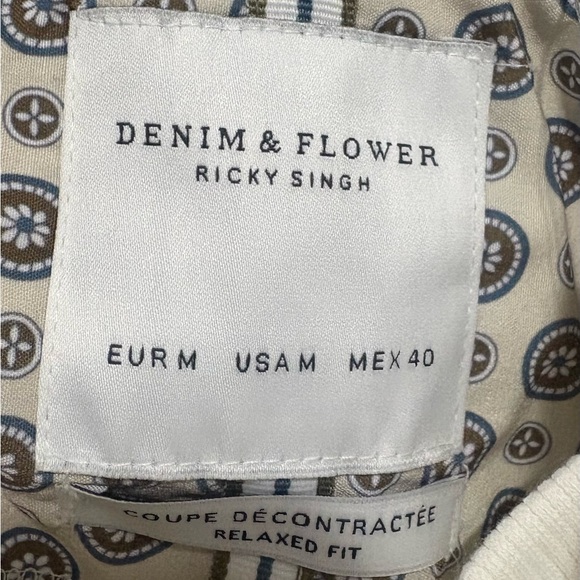 DENIM & FLOWER
RICKY SINGH
EUR M USA M MEX 40
COUPE DÉCONTRACTÉE
RELAXED FIT